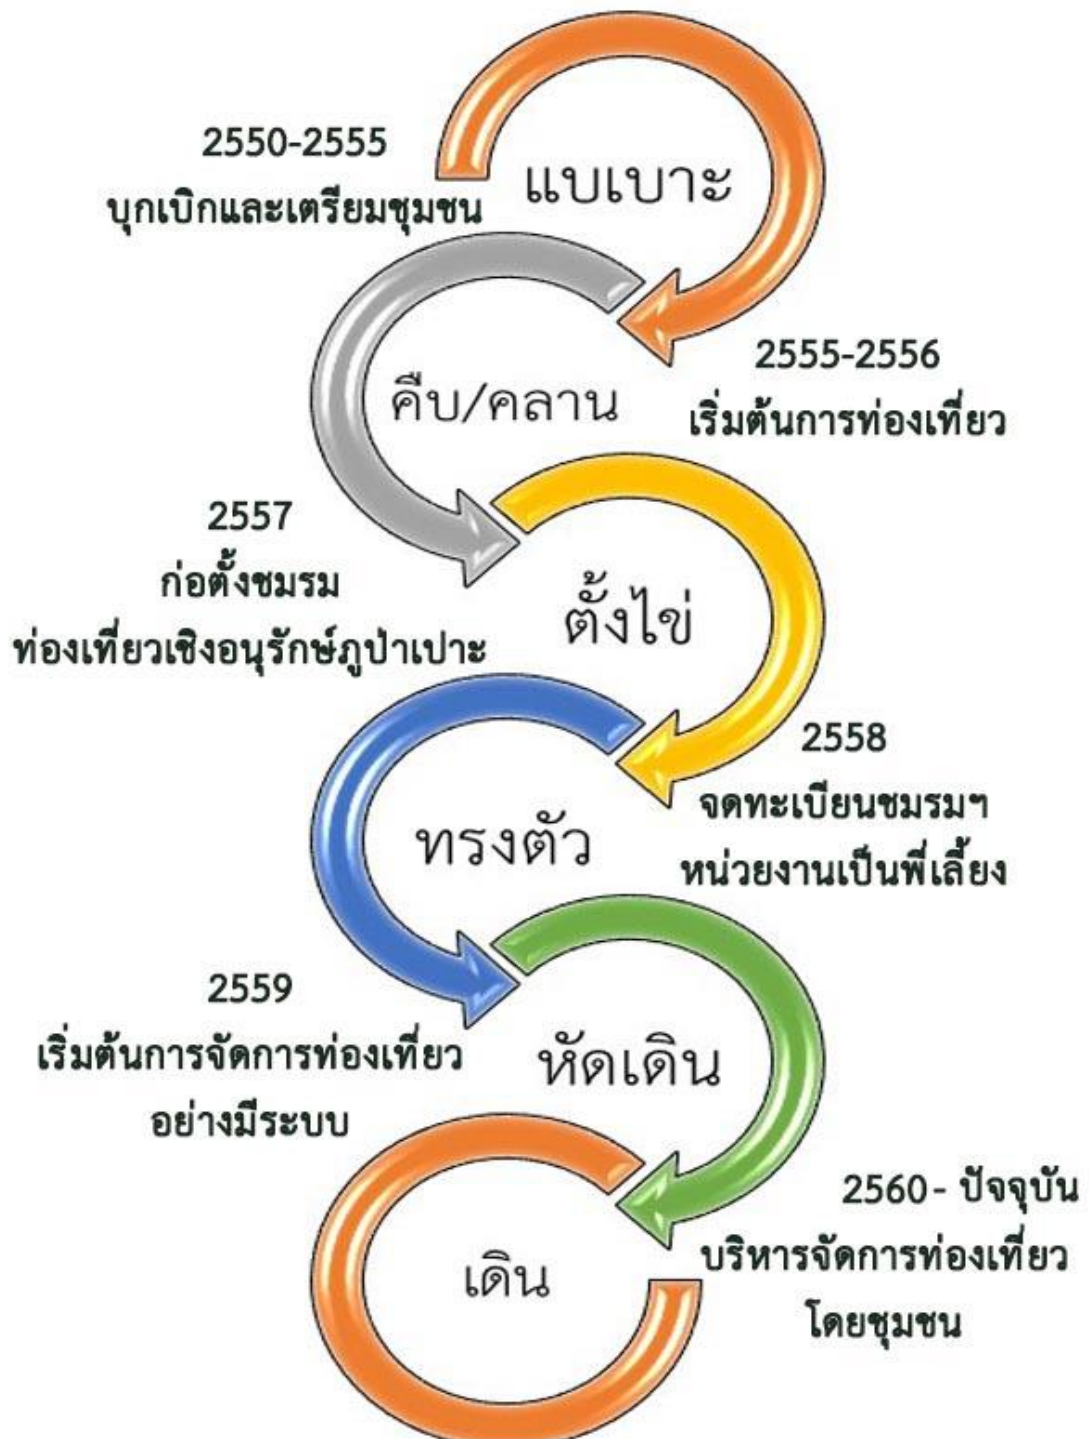 2550-2555
บุกเบิกและเตรียมชุมชน
แบเบาะ
2555-2556
เริ่มต้นการท่องเที่ยว
คืบ/คลาน
2557
ก่อตั้งชมรม
ท่องเที่ยวเชิงอนุรักษ์ภูป่าเปาะ
ตั้งไข่
2558
จดทะเบียนชมรมฯ
หน่วยงานเป็นพี่เลี้ยง
ทรงตัว
2559
เริ่มต้นการจัดการท่องเที่ยว
อย่างมีระบบ
หัดเดิน
2560 - ปัจจุบัน
บริหารจัดการท่องเที่ยว
โดยชุมชน
เดิน